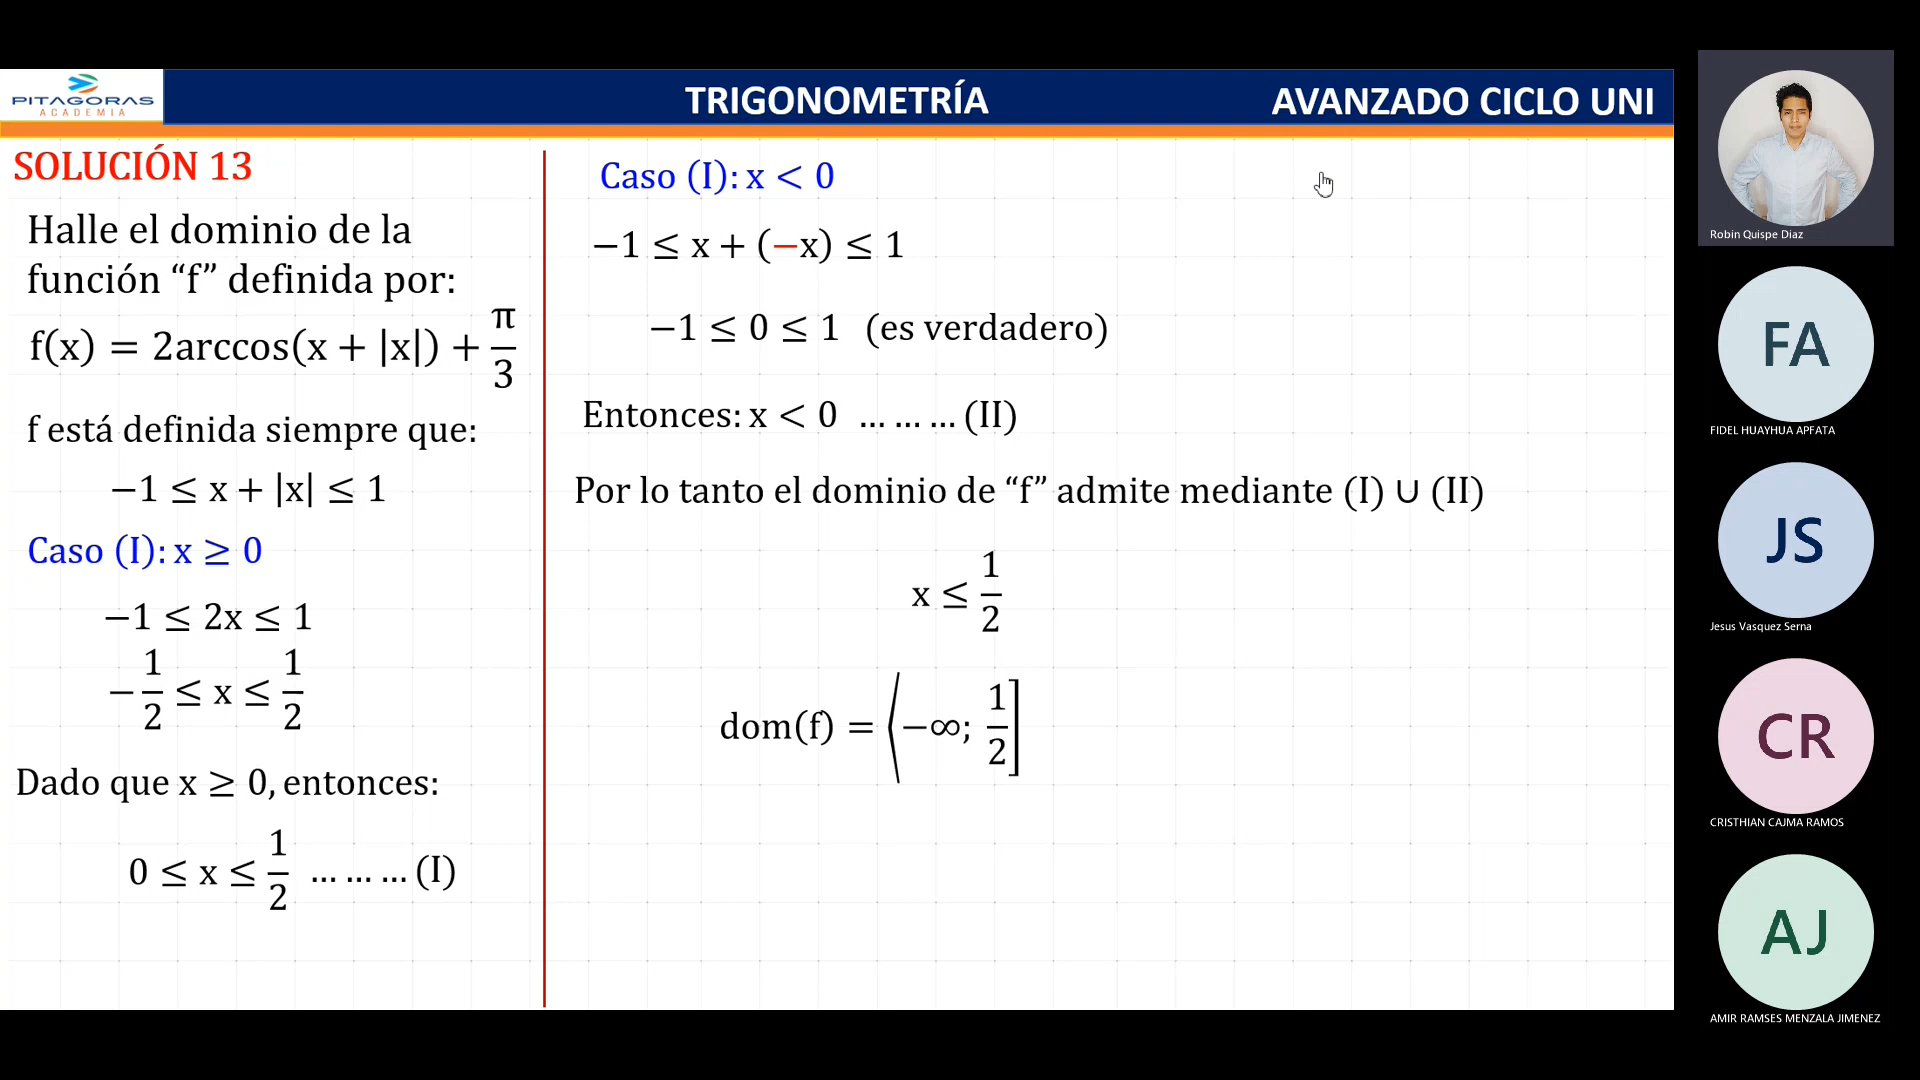 PITAGORAS
ACADEMIA
TRIGONOMETRÍA
AVANZADO CICLO UNI
SOLUCIÓN 13
Halle el dominio de la
función “f” definida por:
f(x) = 2arccos(x + |x|) + π/3
f está definida siempre que:
−1 ≤ x + |x| ≤ 1
Caso (I): x ≥ 0
−1 ≤ 2x ≤ 1
−1/2 ≤ x ≤ 1/2
Dado que x ≥ 0, entonces:
0 ≤ x ≤ 1/2 ... ... ... (I)
Caso (I): x < 0
−1 ≤ x + (−x) ≤ 1
−1 ≤ 0 ≤ 1 (es verdadero)
Entonces: x < 0 ... ... ... (II)
Por lo tanto el dominio de “f” admite mediante (I) ∪ (II)
x ≤ 1/2
dom(f) = ⟨−∞; 1/2]
Robin Quispe Diaz
FA
FIDEL HUAYHUA APFATA
JS
Jesus Vasquez Serna
CR
CRISTHIAN CAJMA RAMOS
AJ
AMIR RAMSES MENZALA JIMENEZ